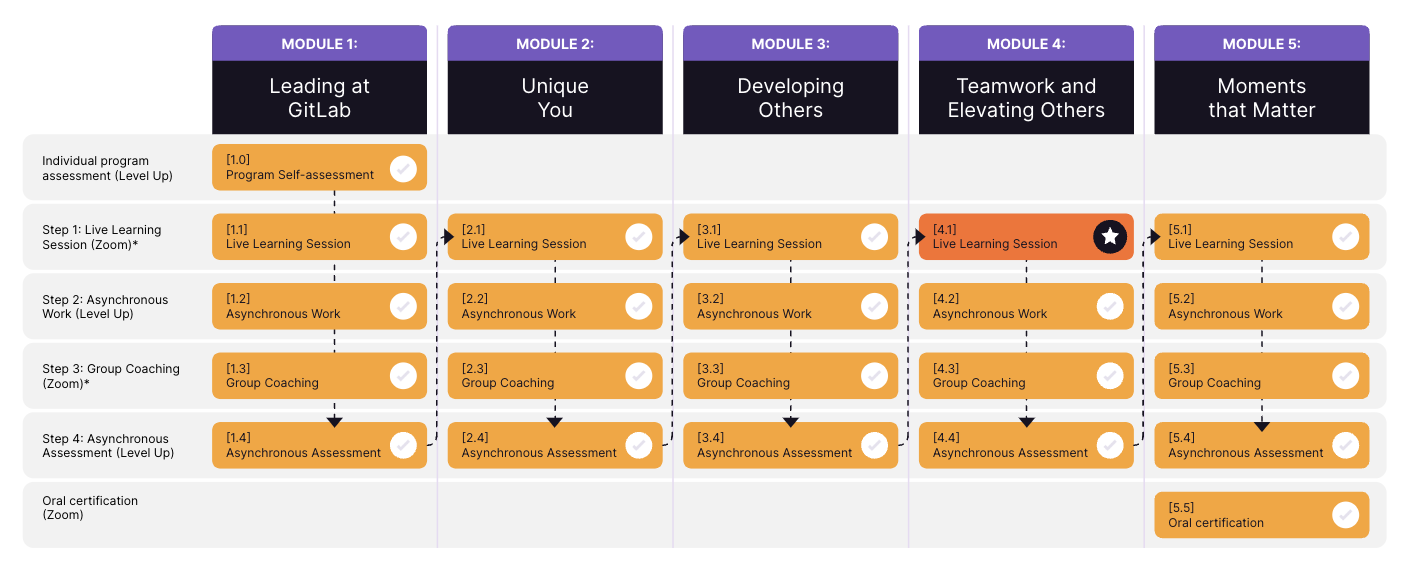 MODULE 1:
MODULE 2:
MODULE 3:
MODULE 4:
MODULE 5:
Leading at
GitLab
Unique
You
Developing
Others
Teamwork and
Elevating Others
Moments
that Matter
Individual program
assessment (Level Up)
[1.0]
Program Self-assessment
Step 1: Live Learning
Session (Zoom)*
[1.1]
Live Learning Session
[2.1]
Live Learning Session
[3.1]
Live Learning Session
[4.1]
Live Learning Session
[5.1]
Live Learning Session
Step 2: Asynchronous
Work (Level Up)
[1.2]
Asynchronous Work
[2.2]
Asynchronous Work
[3.2]
Asynchronous Work
[4.2]
Asynchronous Work
[5.2]
Asynchronous Work
Step 3: Group Coaching
(Zoom)*
[1.3]
Group Coaching
[2.3]
Group Coaching
[3.3]
Group Coaching
[4.3]
Group Coaching
[5.3]
Group Coaching
Step 4: Asynchronous
Assessment (Level Up)
[1.4]
Asynchronous Assessment
[2.4]
Asynchronous Assessment
[3.4]
Asynchronous Assessment
[4.4]
Asynchronous Assessment
[5.4]
Asynchronous Assessment
Oral certification
(Zoom)
[5.5]
Oral certification